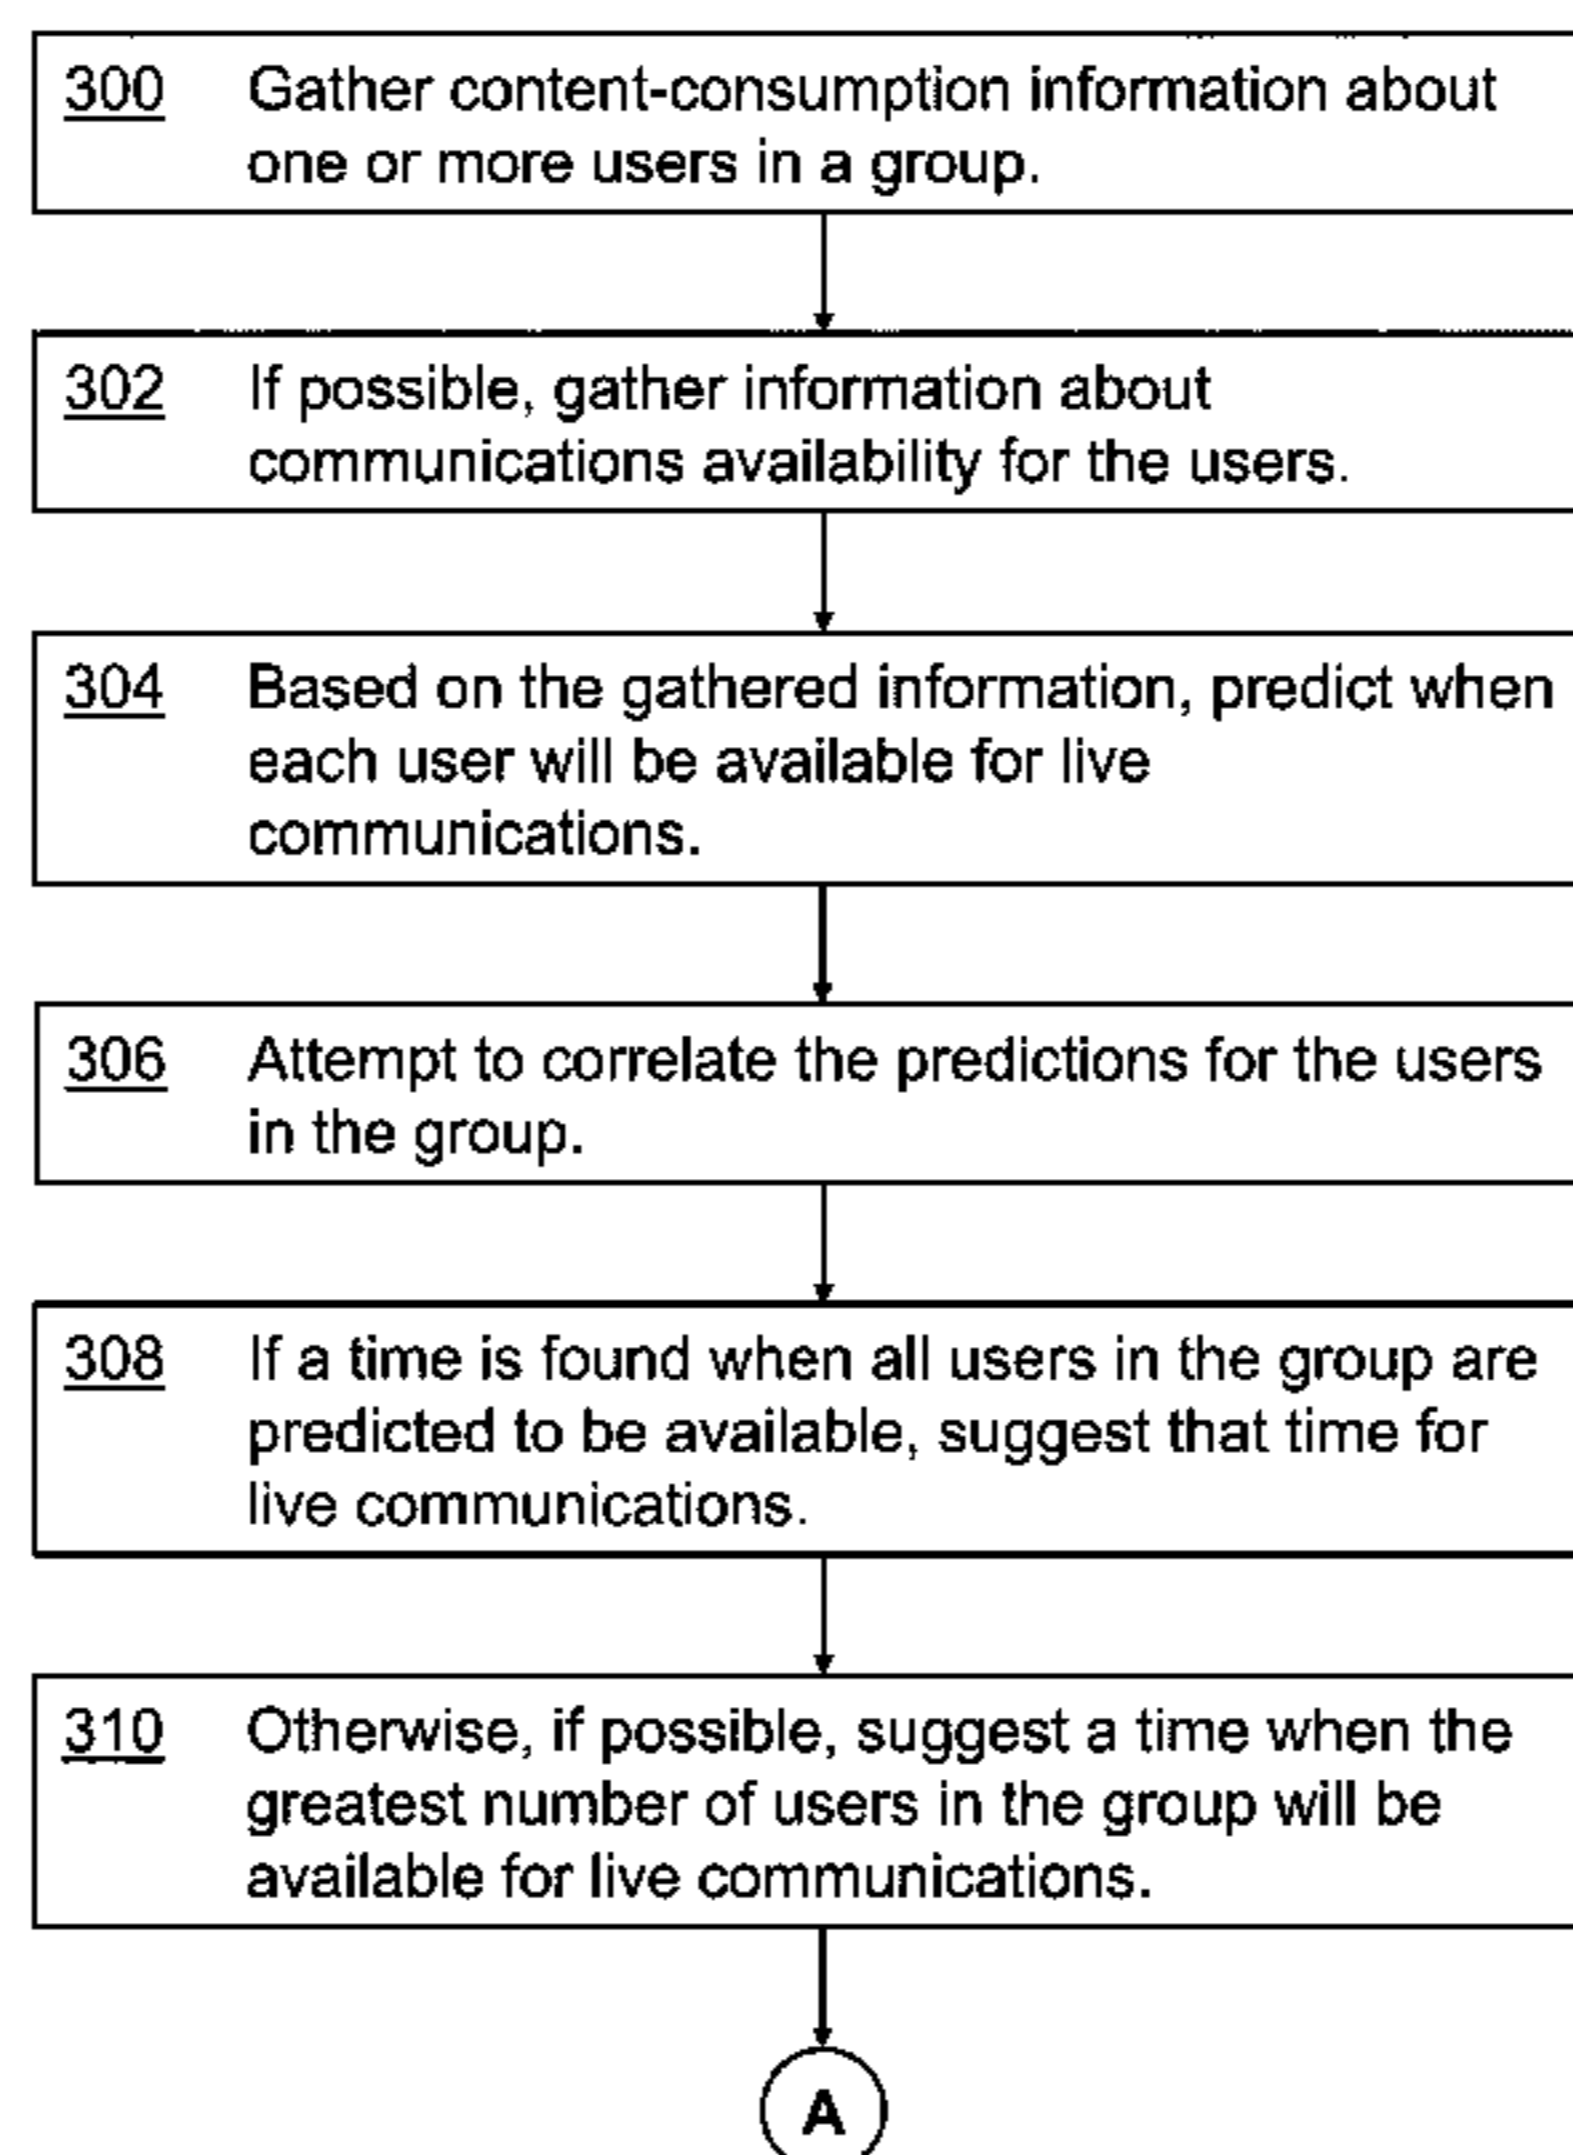 300 Gather content-consumption information about
one or more users in a group.
302 If possible, gather information about
communications availability for the users.
304 Based on the gathered information, predict when
each user will be available for live
communications.
306 Attempt to correlate the predictions for the users
in the group.
308 If a time is found when all users in the group are
predicted to be available, suggest that time for
live communications.
310 Otherwise, if possible, suggest a time when the
greatest number of users in the group will be
available for live communications.
A